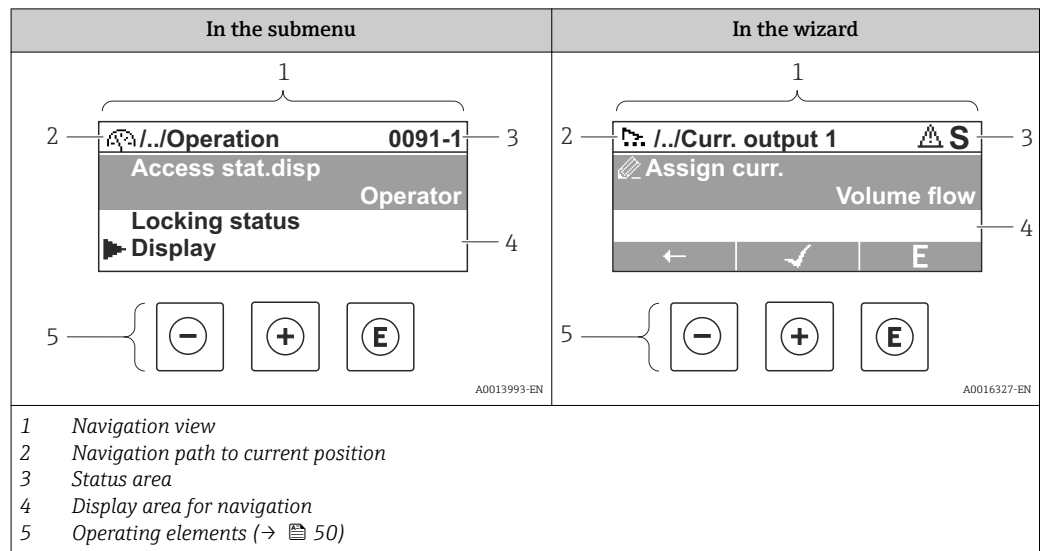 In the submenu
In the wizard
1
2
/../Operation 0091-1
3
Access stat.disp
Operator
Locking status
Display
4
5
- + E
A0013993-EN
1
2
/../Curr. output 1 S
3
Assign curr.
Volume flow
4
← ✓ E
5
- + E
A0016327-EN
1 Navigation view
2 Navigation path to current position
3 Status area
4 Display area for navigation
5 Operating elements (→ 50)